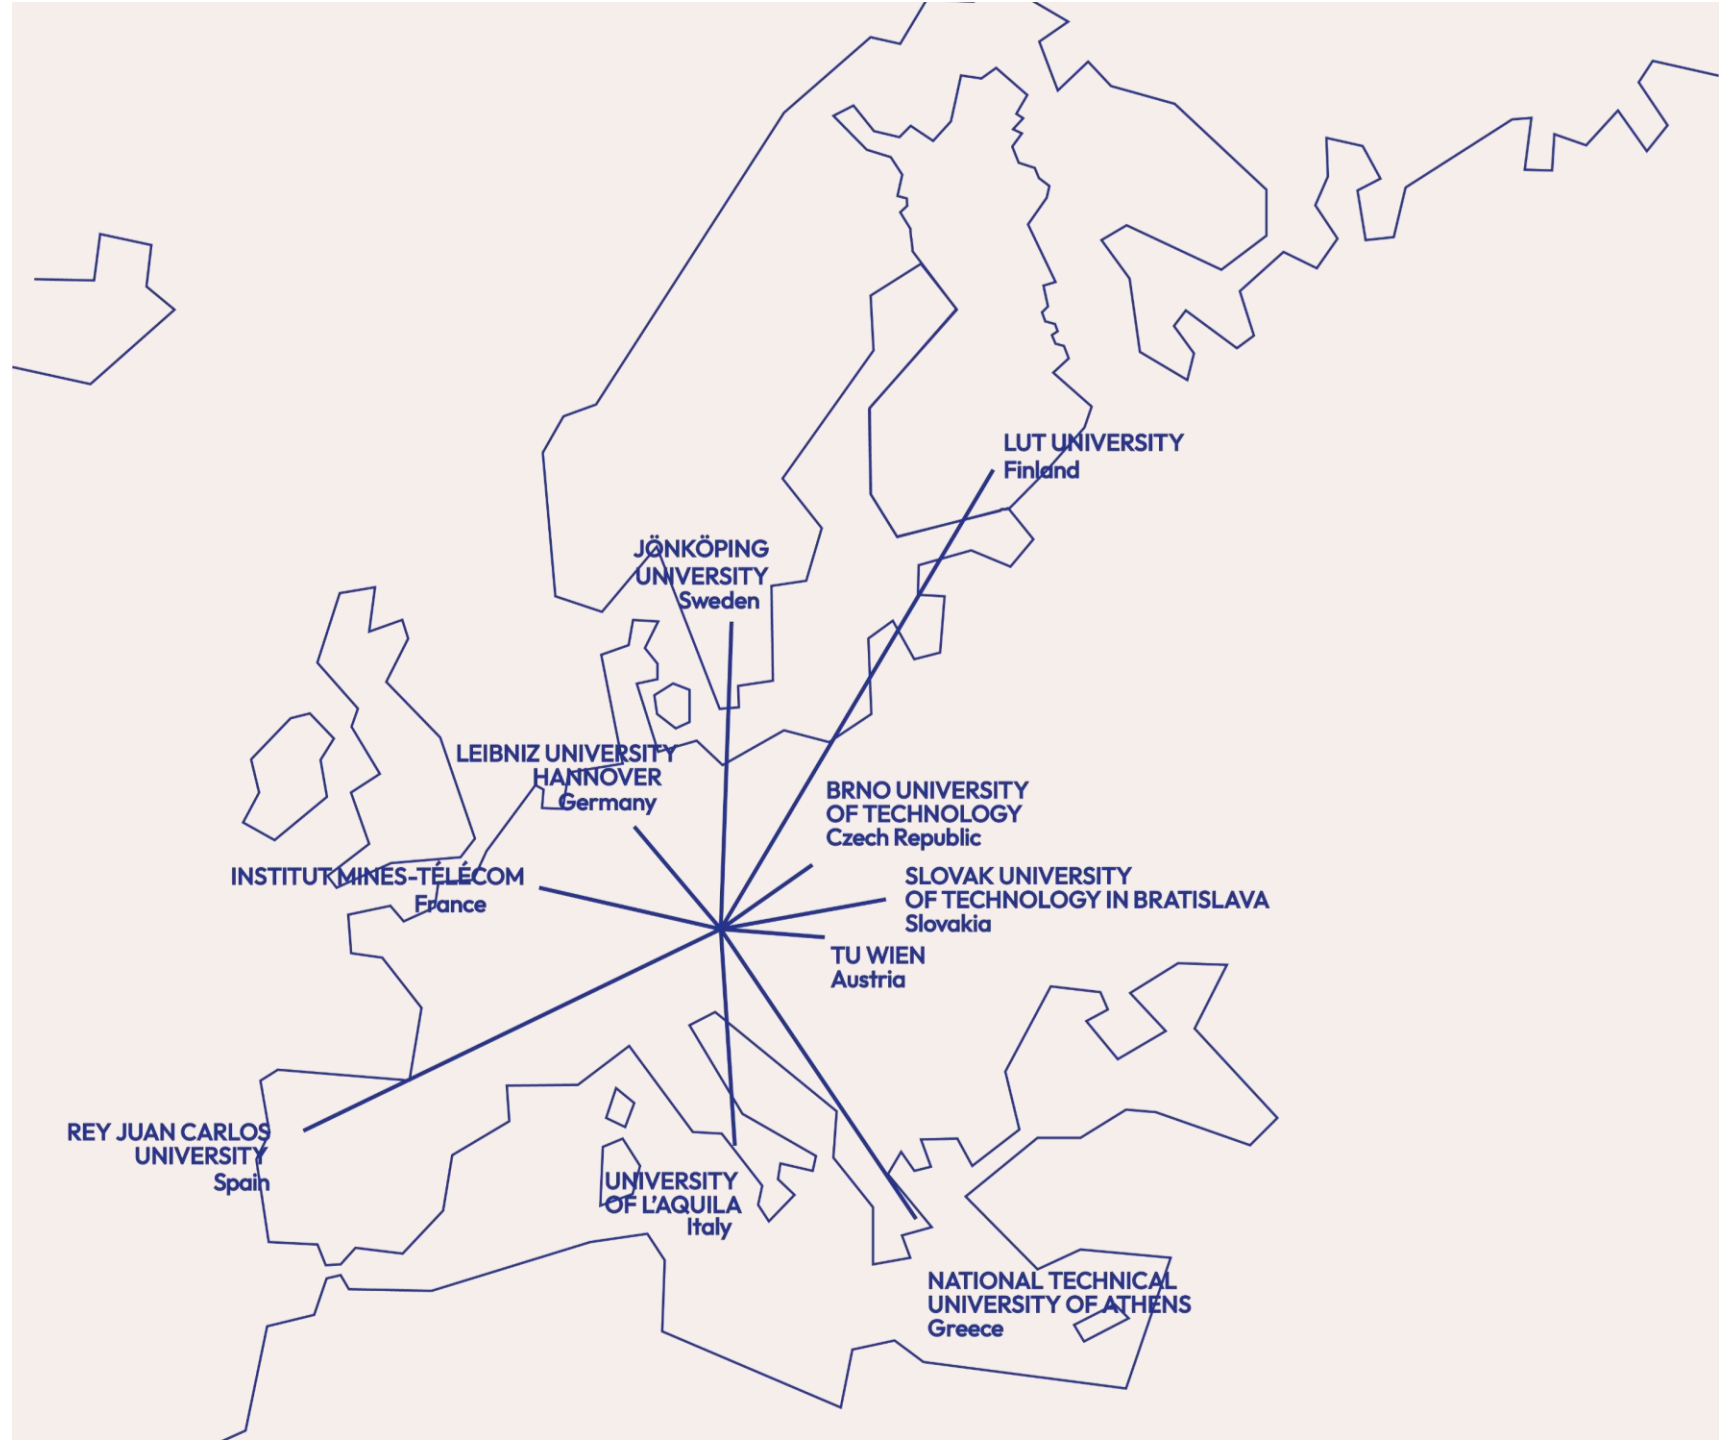 LUT UNIVERSITY
Finland
JÖNKÖPING
UNIVERSITY
Sweden
LEIBNIZ UNIVERSITY
HANNOVER
Germany
BRNO UNIVERSITY
OF TECHNOLOGY
Czech Republic
INSTITUT MINES-TÉLÉCOM
France
SLOVAK UNIVERSITY
OF TECHNOLOGY IN BRATISLAVA
Slovakia
TU WIEN
Austria
REY JUAN CARLOS
UNIVERSITY
Spain
UNIVERSITY
OF L'AQUILA
Italy
NATIONAL TECHNICAL
UNIVERSITY OF ATHENS
Greece